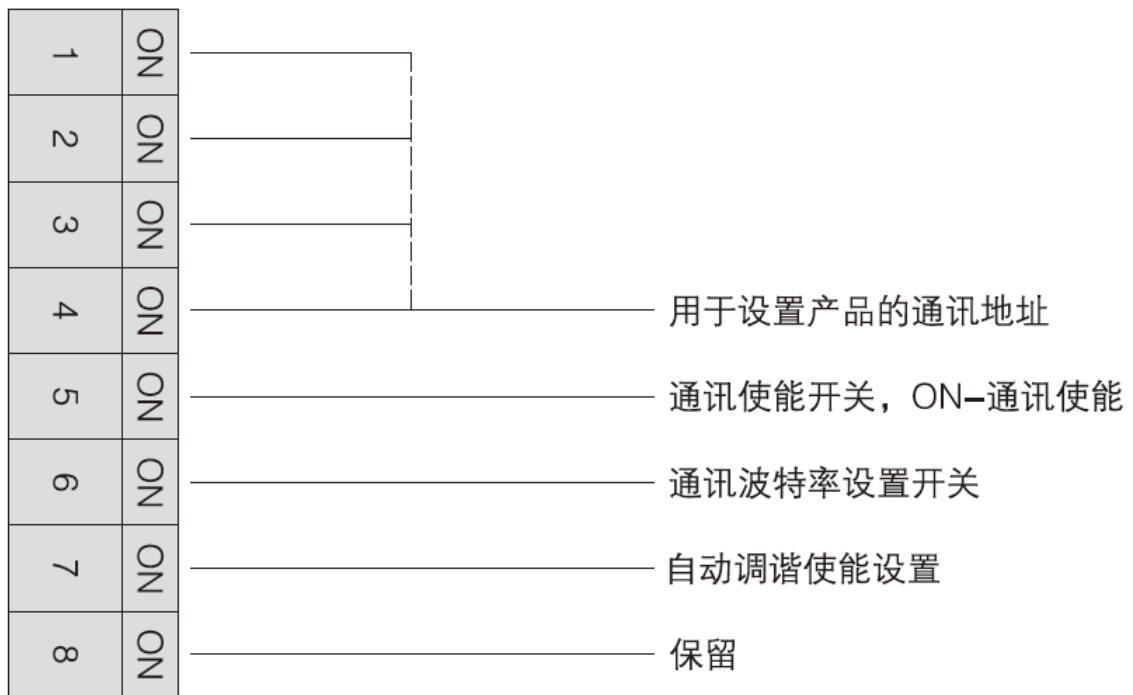 1 ON
2 ON
3 ON
4 ON 用于设置产品的通讯地址
5 ON 通讯使能开关，ON–通讯使能
6 ON 通讯波特率设置开关
7 ON 自动调谐使能设置
8 ON 保留